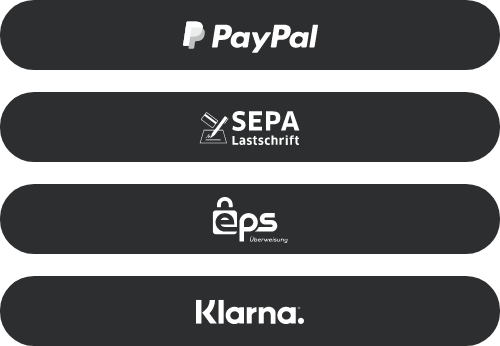 PayPal
SEPA
Lastschrift
eps
Überweisung
Klarna.